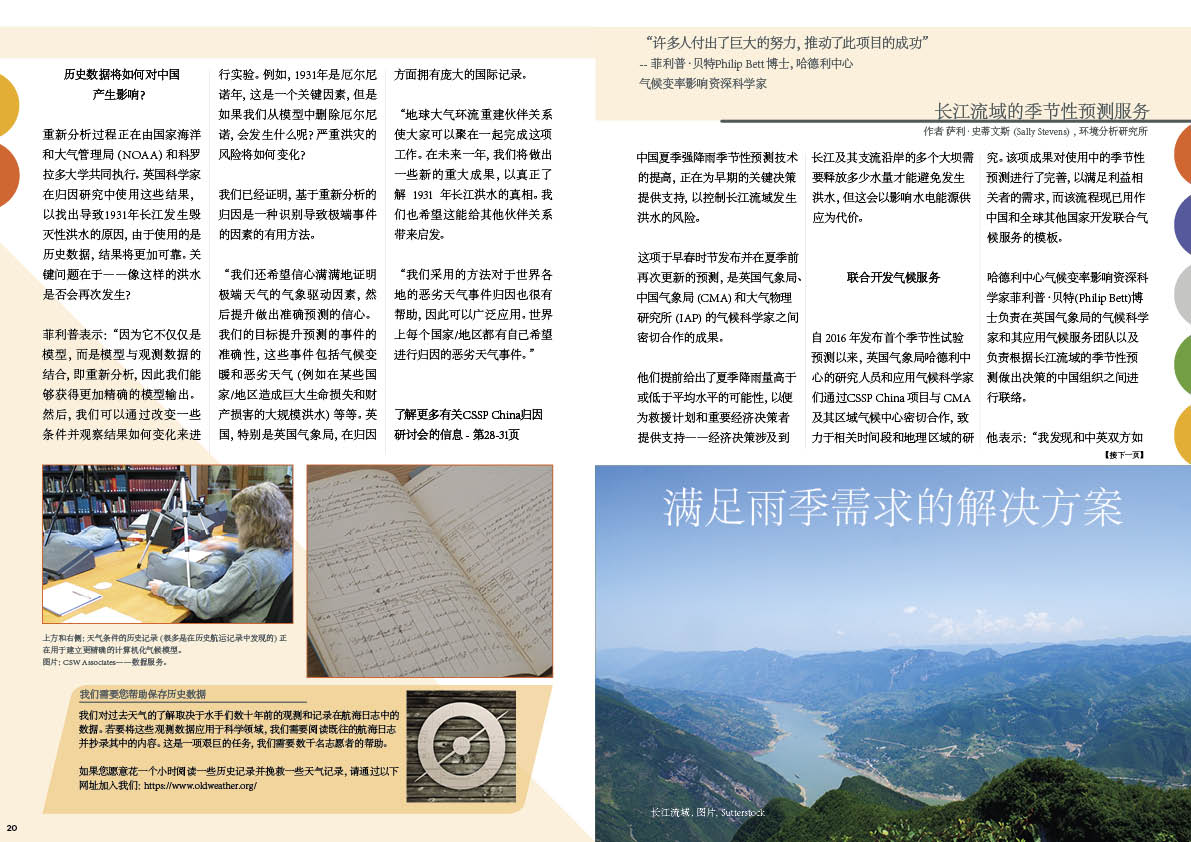 历史数据将如何对中国
产生影响?
重新分析过程正在由国家海洋
和大气管理局 (NOAA) 和科罗
拉多大学共同执行。英国科学家
在归因研究中使用这些结果,
以找出导致1931年长江发生毁
灭性洪水的原因, 由于使用的是
历史数据, 结果将更加可靠。关
键问题在于——像这样的洪水
是否会再次发生?
菲利普表示: “因为它不仅仅是
模型, 而是模型与观测数据的
结合, 即重新分析, 因此我们能
够获得更加精确的模型输出。
然后, 我们可以通过改变一些
条件并观察结果如何变化来进
行实验。例如, 1931年是厄尔尼
诺年, 这是一个关键因素, 但是
如果我们从模型中删除厄尔尼
诺, 会发生什么呢? 严重洪灾的
风险将如何变化?
我们已经证明, 基于重新分析的
归因是一种识别导致极端事件
的因素的有用方法。
“我们还希望信心满满地证明
极端天气的气象驱动因素, 然
后提升做出准确预测的信心。
我们的目标提升预测的事件的
准确性, 这些事件包括气候变
暖和恶劣天气 (例如在某些国
家/地区造成巨大生命损失和财
产损害的大规模洪水) 等等。英
国, 特别是英国气象局, 在归因
方面拥有庞大的国际记录。
“地球大气环流重建伙伴关系
使大家可以聚在一起完成这项
工作。在未来一年, 我们将做出
一些新的重大成果, 以真正了
解 1931 年长江洪水的真相。我
们也希望这能给其他伙伴关系
带来启发。
“我们采用的方法对于世界各
地的恶劣天气事件归因也很有
帮助, 因此可以广泛应用。世界
上每个国家/地区都有自己希望
进行归因的恶劣天气事件。”
了解更多有关CSSP China归因
研讨会的信息 - 第28-31页
上方和右侧: 天气条件的历史记录 (很多是在历史航运记录中发现的) 正
在用于建立更精确的计算机化气候模型。
图片: CSW Associates——数据服务。
我们需要您帮助保存历史数据
我们对过去天气的了解取决于水手们数十年前的观测和记录在航海日志中的
数据。若要将这些观测数据应用于科学领域, 我们需要阅读既往的航海日志
并抄录其中的内容。这是一项艰巨的任务, 我们需要数千名志愿者的帮助。
如果您愿意花一个小时阅读一些历史记录并挽救一些天气记录, 请通过以下
网址加入我们: https://www.oldweather.org/
20
“许多人付出了巨大的努力, 推动了此项目的成功”
-- 菲利普·贝特Philip Bett 博士, 哈德利中心
气候变率影响资深科学家
长江流域的季节性预测服务
作者 萨利·史蒂文斯 (Sally Stevens) , 环境分析研究所
中国夏季强降雨季节性预测技术
的提高, 正在为早期的关键决策
提供支持, 以控制长江流域发生
洪水的风险。
这项于早春时节发布并在夏季前
再次更新的预测, 是英国气象局、
中国气象局 (CMA) 和大气物理
研究所 (IAP) 的气候科学家之间
密切合作的成果。
他们提前给出了夏季降雨量高于
或低于平均水平的可能性, 以便
为救援计划和重要经济决策者
提供支持——经济决策涉及到
长江及其支流沿岸的多个大坝需
要释放多少水量才能避免发生
洪水, 但这会以影响水电能源供
应为代价。
联合开发气候服务
自 2016 年发布首个季节性试验
预测以来, 英国气象局哈德利中
心的研究人员和应用气候科学家
们通过CSSP China 项目与 CMA
及其区域气候中心密切合作, 致
力于相关时间段和地理区域的研
究。该项成果对使用中的季节性
预测进行了完善, 以满足利益相
关者的需求, 而该流程现已用作
中国和全球其他国家开发联合气
候服务的模板。
哈德利中心气候变率影响资深科
学家菲利普·贝特(Philip Bett)博
士负责在英国气象局的气候科学
家和其应用气候服务团队以及
负责根据长江流域的季节性预
测做出决策的中国组织之间进
行联络。
他表示: “我发现和中英双方如
【接下一页】
满足雨季需求的解决方案
长江流域. 图片, Sutterstock